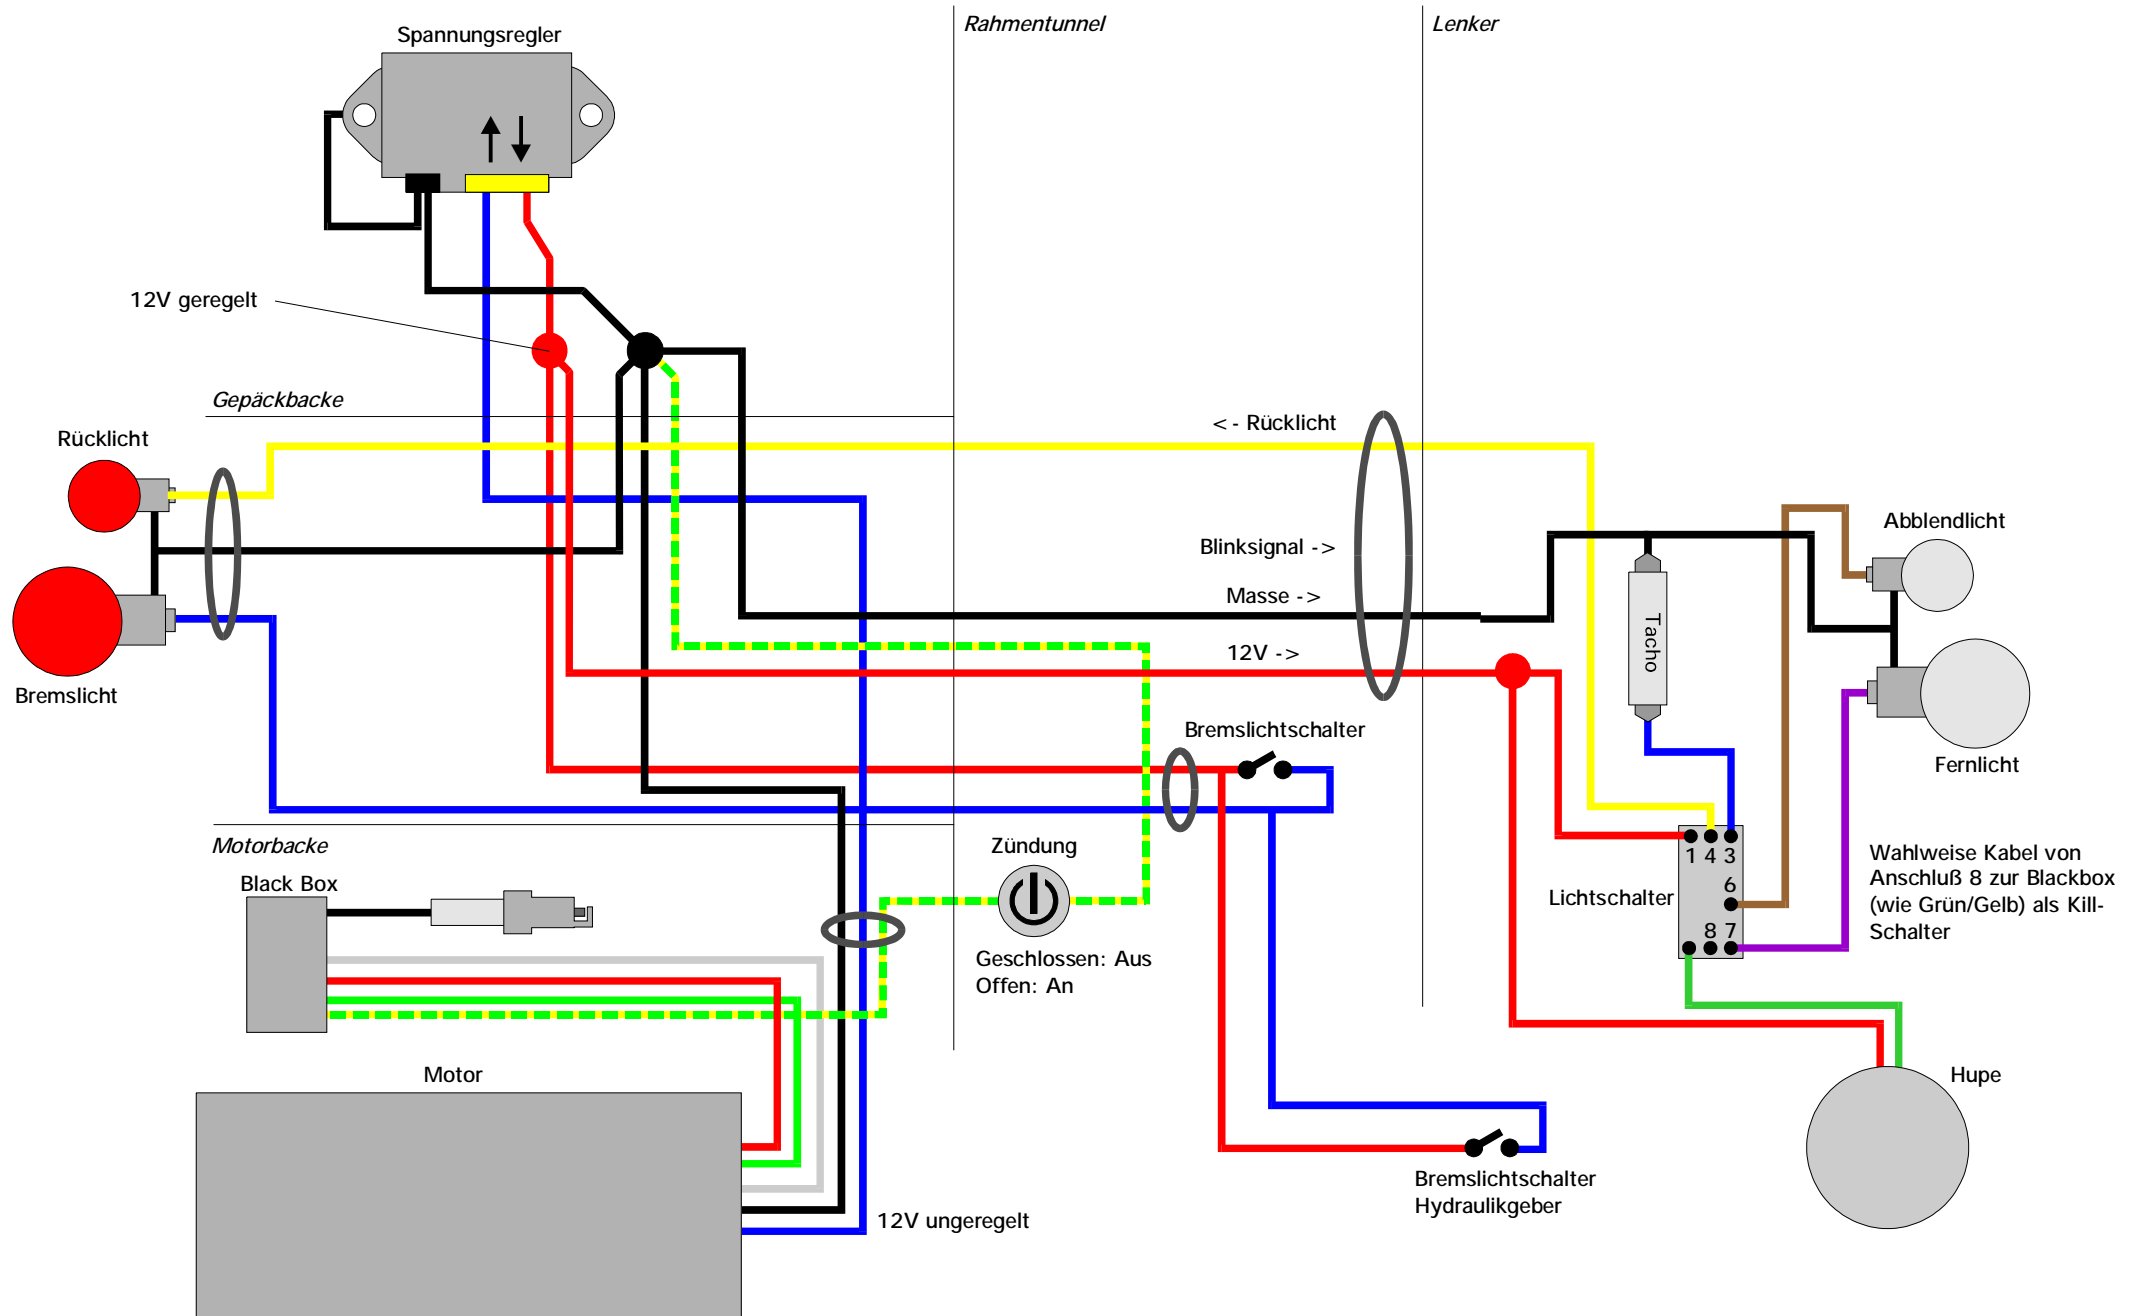 Rahmentunnel
Lenker
Spannungsregler
12V geregelt
Gepäckbacke
<- Rücklicht
Rücklicht
Abblendlicht
Blinksignal ->
Masse ->
Tacho
12V ->
Bremslicht
Bremslichtschalter
Fernlicht
Motorbacke
Zündung
1 4 3
Wahlweise Kabel von
Anschluß 8 zur Blackbox
(wie Grün/Gelb) als Kill-
Schalter
Black Box
6
Lichtschalter
8 7
Geschlossen: Aus
Offen: An
Motor
Hupe
Bremslichtschalter
Hydraulikgeber
12V ungeregelt